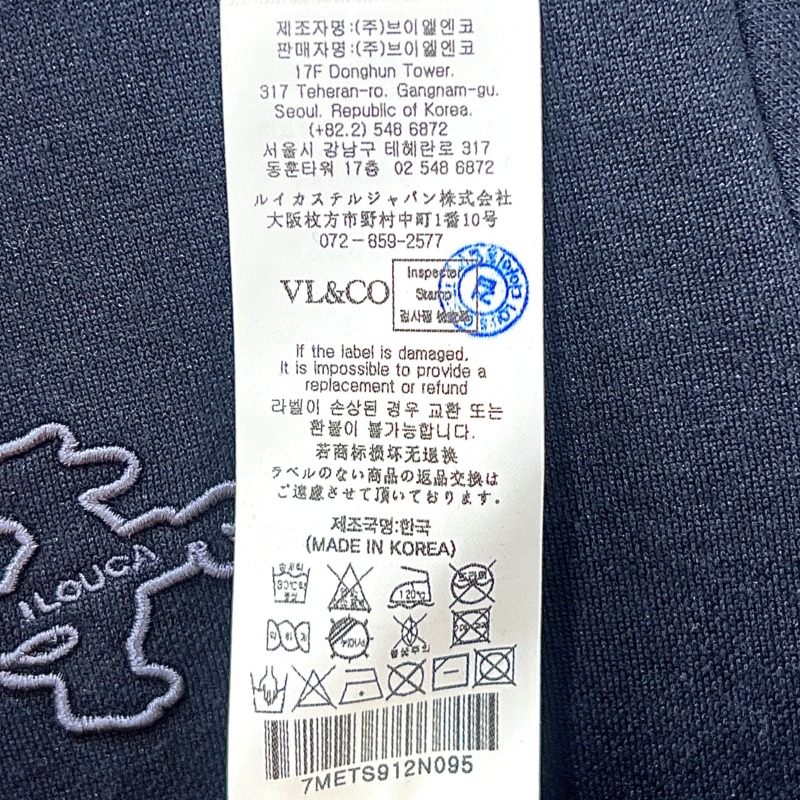 제조자명:(주)브이엘엔코
판매자명:(주)브이엘엔코
17F Donghun Tower.
317 Teheran-ro. Gangnam-gu.
Seoul. Republic of Korea.
(+82.2) 548 6872
서울시 강남구 테헤란로 317
동훈타워 17층 02 548 6872
ルイカステルジャパン株式会社
大阪枚方市野村中町1番10号
072-859-2577
VL&CO
Inspector
Stamp
If the label is damaged,
It is impossible to provide a
replacement or refund
라벨이 손상된 경우 교환 또는
환불이 불가능합니다.
若商标损坏无退换
ラベルのない商品の返品交換は
ご遠慮させて頂いております。
제조국명:한국
(MADE IN KOREA)
120℃
ILOUCA
7METS912N095